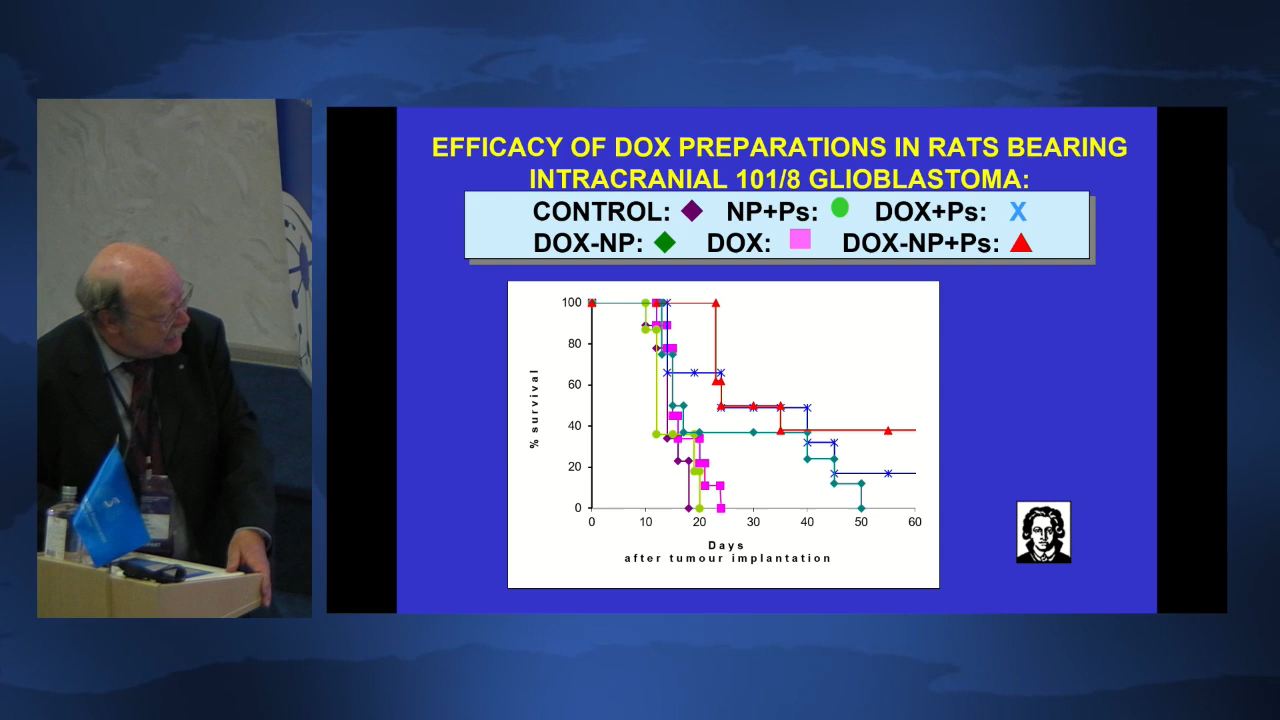 EFFICACY OF DOX PREPARATIONS IN RATS BEARING
INTRACRANIAL 101/8 GLIOBLASTOMA:
CONTROL: NP+Ps: DOX+Ps: X
DOX-NP: DOX: DOX-NP+Ps:
100
80
60
40
20
0
% survival
0 10 20 30 40 50 60
Days
after tumour implantation